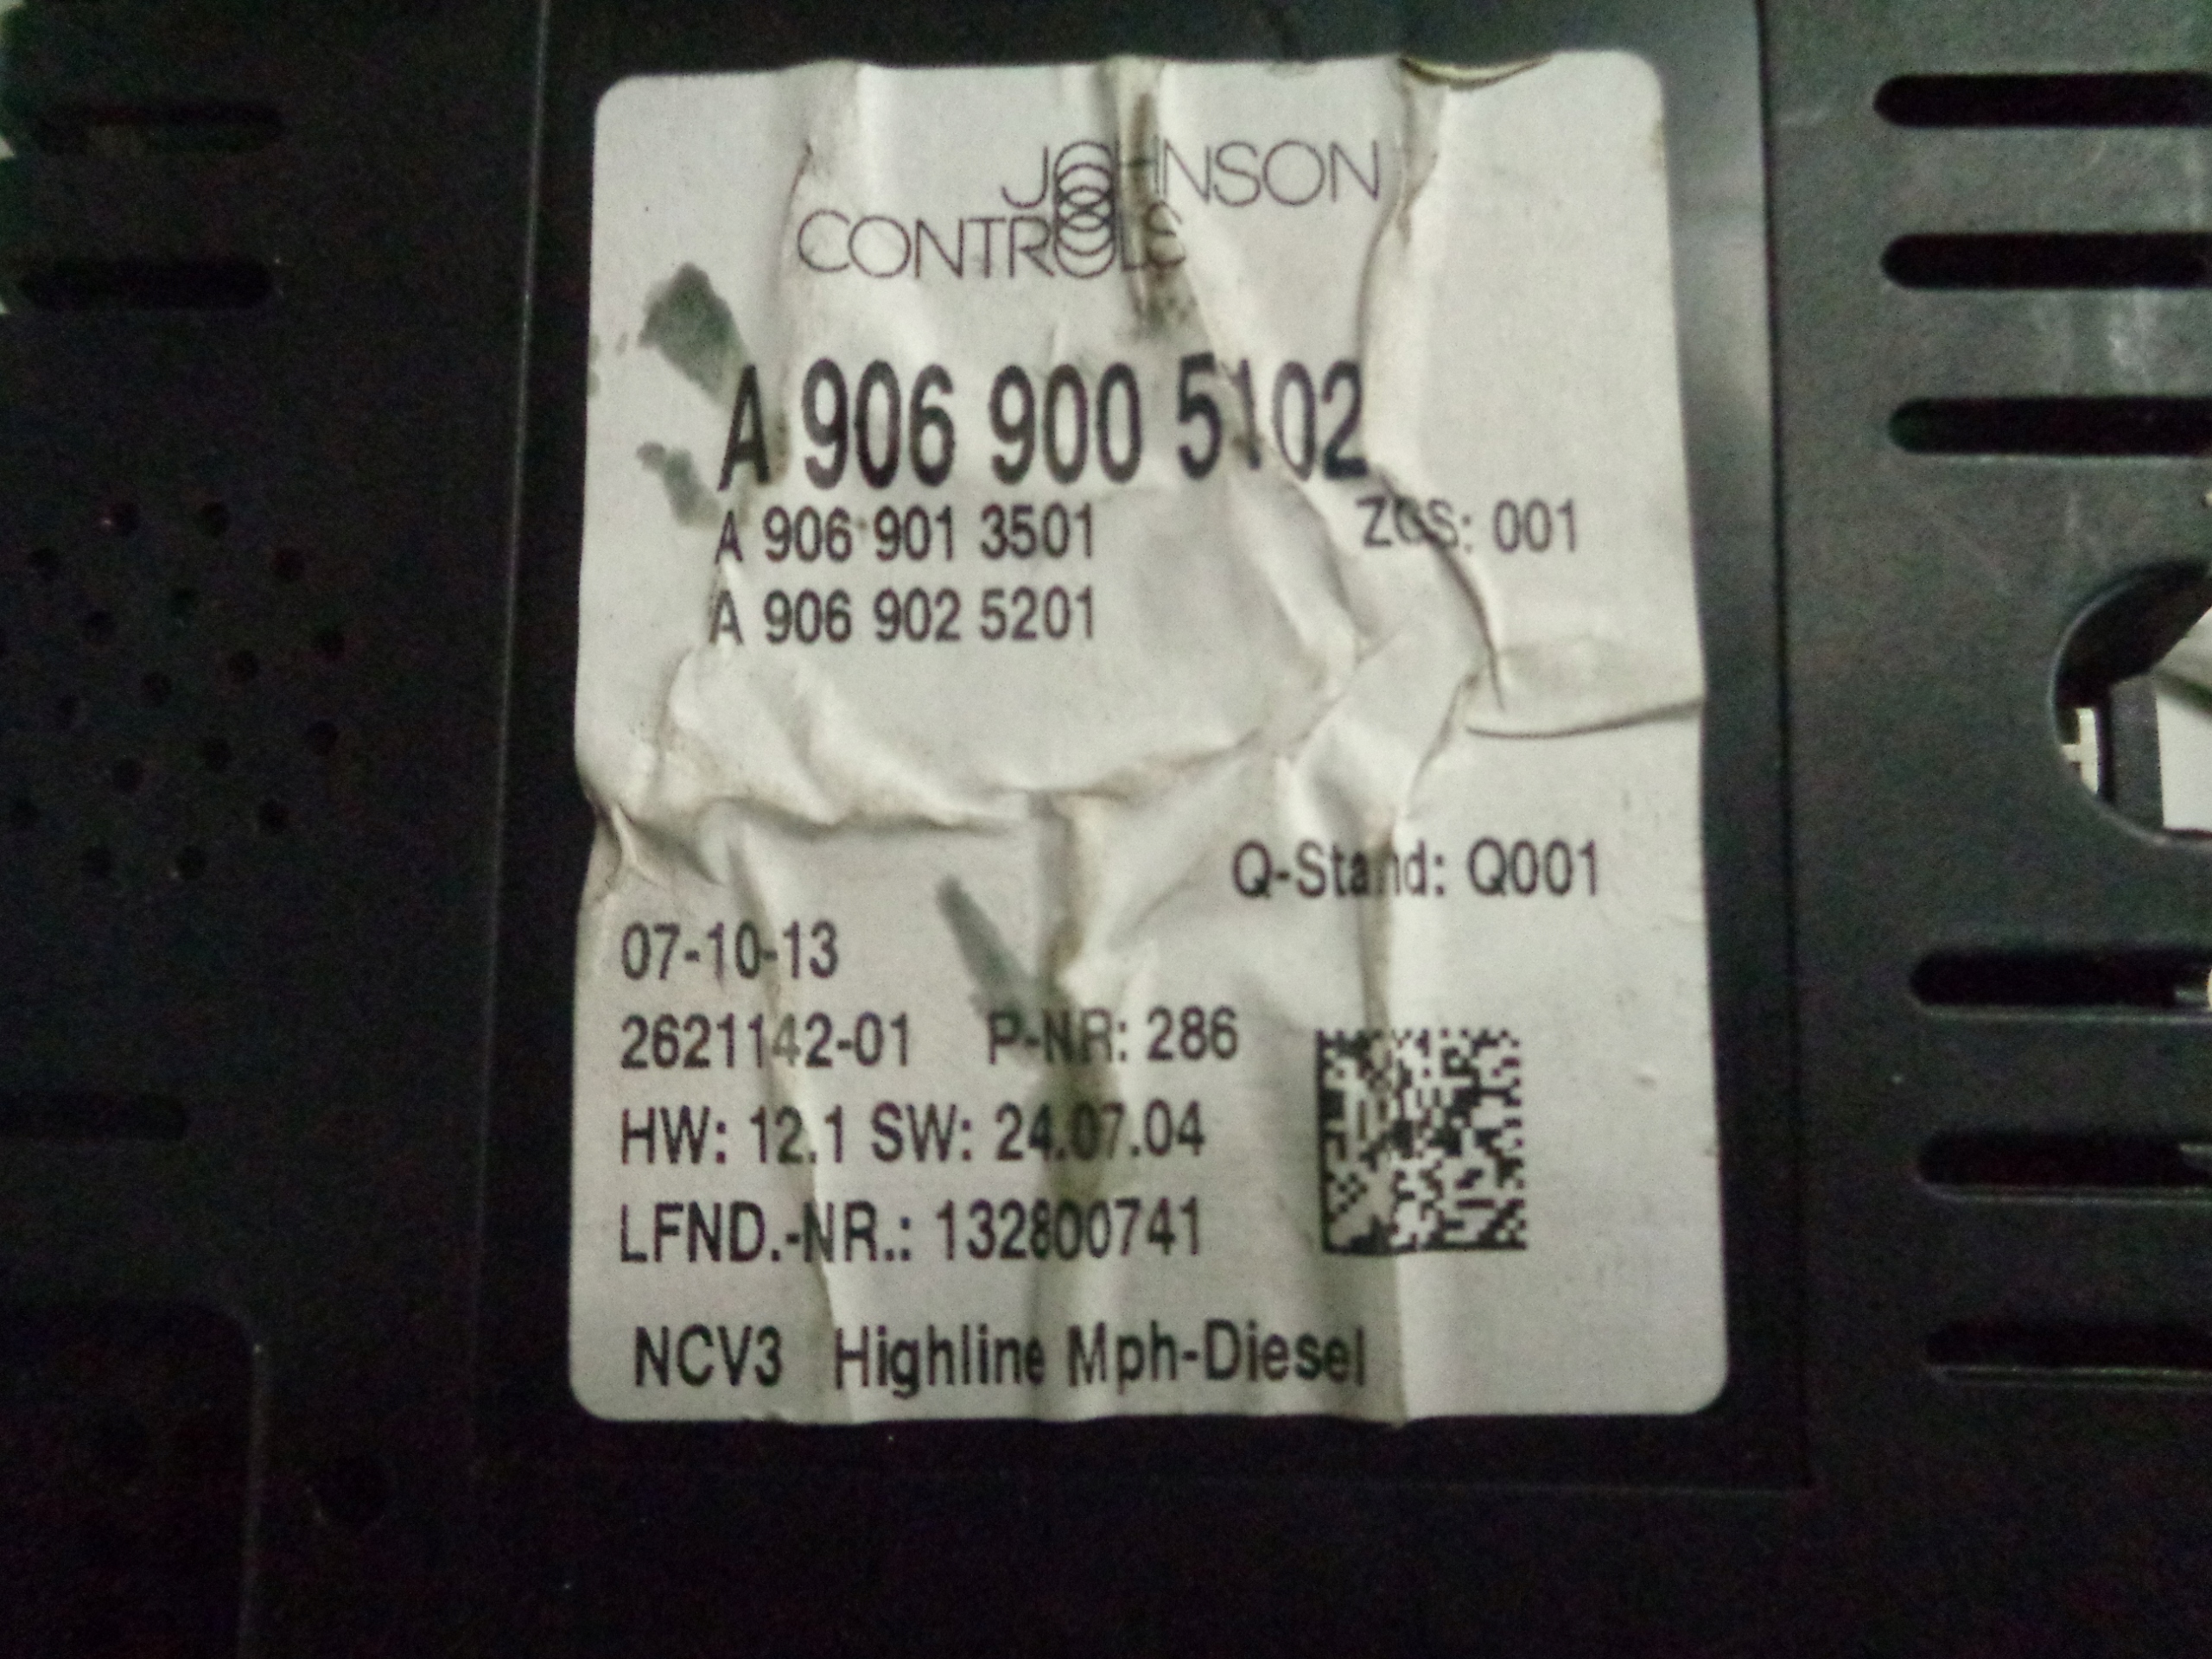 JOHNSON
CONTROLS
A 906 900 5102
A 906 901 3501 ZGS: 001
A 906 902 5201
Q-Stand: Q001
07-10-13
2621142-01 P-NR: 286
HW: 12.1 SW: 24.07.04
LFND.-NR.: 132800741
NCV3 Highline Mph-Diesel